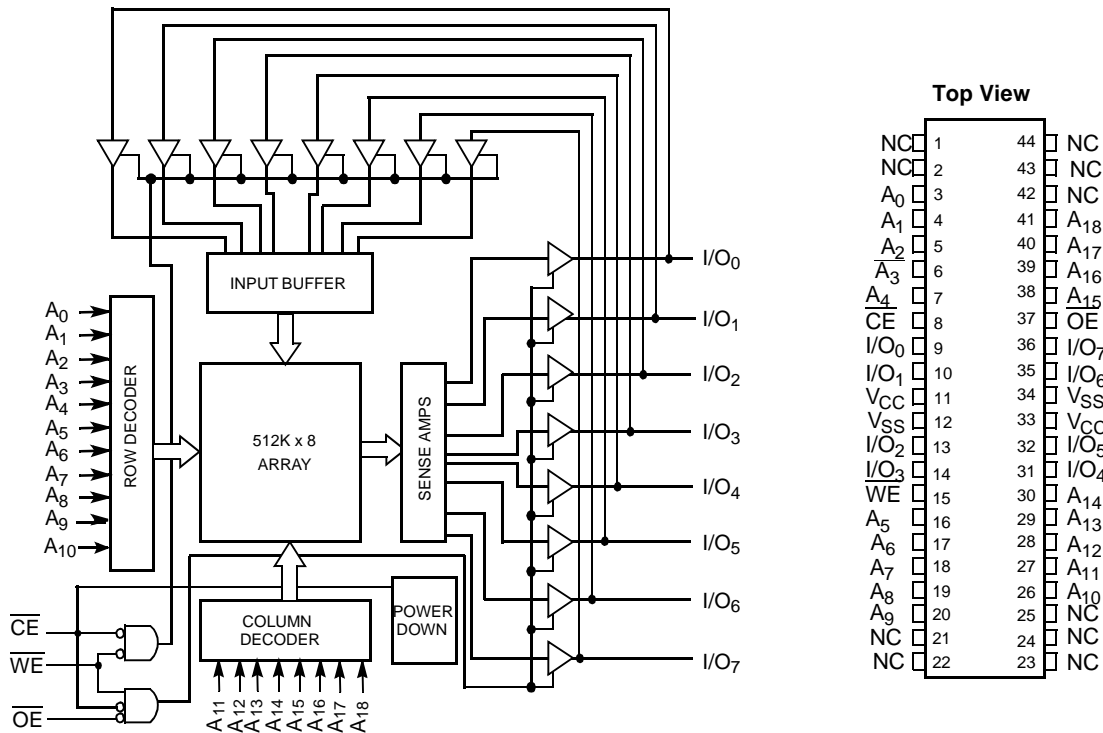 INPUT BUFFER
A0
A1
A2
A3
A4
A5
A6
A7
A8
A9
A10
ROW DECODER
512K x 8
ARRAY
SENSE AMPS
COLUMN
DECODER
POWER
DOWN
CE
WE
OE
A11
A12
A13
A14
A15
A16
A17
A18
I/O0
I/O1
I/O2
I/O3
I/O4
I/O5
I/O6
I/O7
Top View
NC 1 44 NC
NC 2 43 NC
A0 3 42 NC
A1 4 41 A18
A2 5 40 A17
A3 6 39 A16
A4 7 38 A15
CE 8 37 OE
I/O0 9 36 I/O7
I/O1 10 35 I/O6
VCC 11 34 VSS
VSS 12 33 VCC
I/O2 13 32 I/O5
I/O3 14 31 I/O4
WE 15 30 A14
A5 16 29 A13
A6 17 28 A12
A7 18 27 A11
A8 19 26 A10
A9 20 25 NC
NC 21 24 NC
NC 22 23 NC